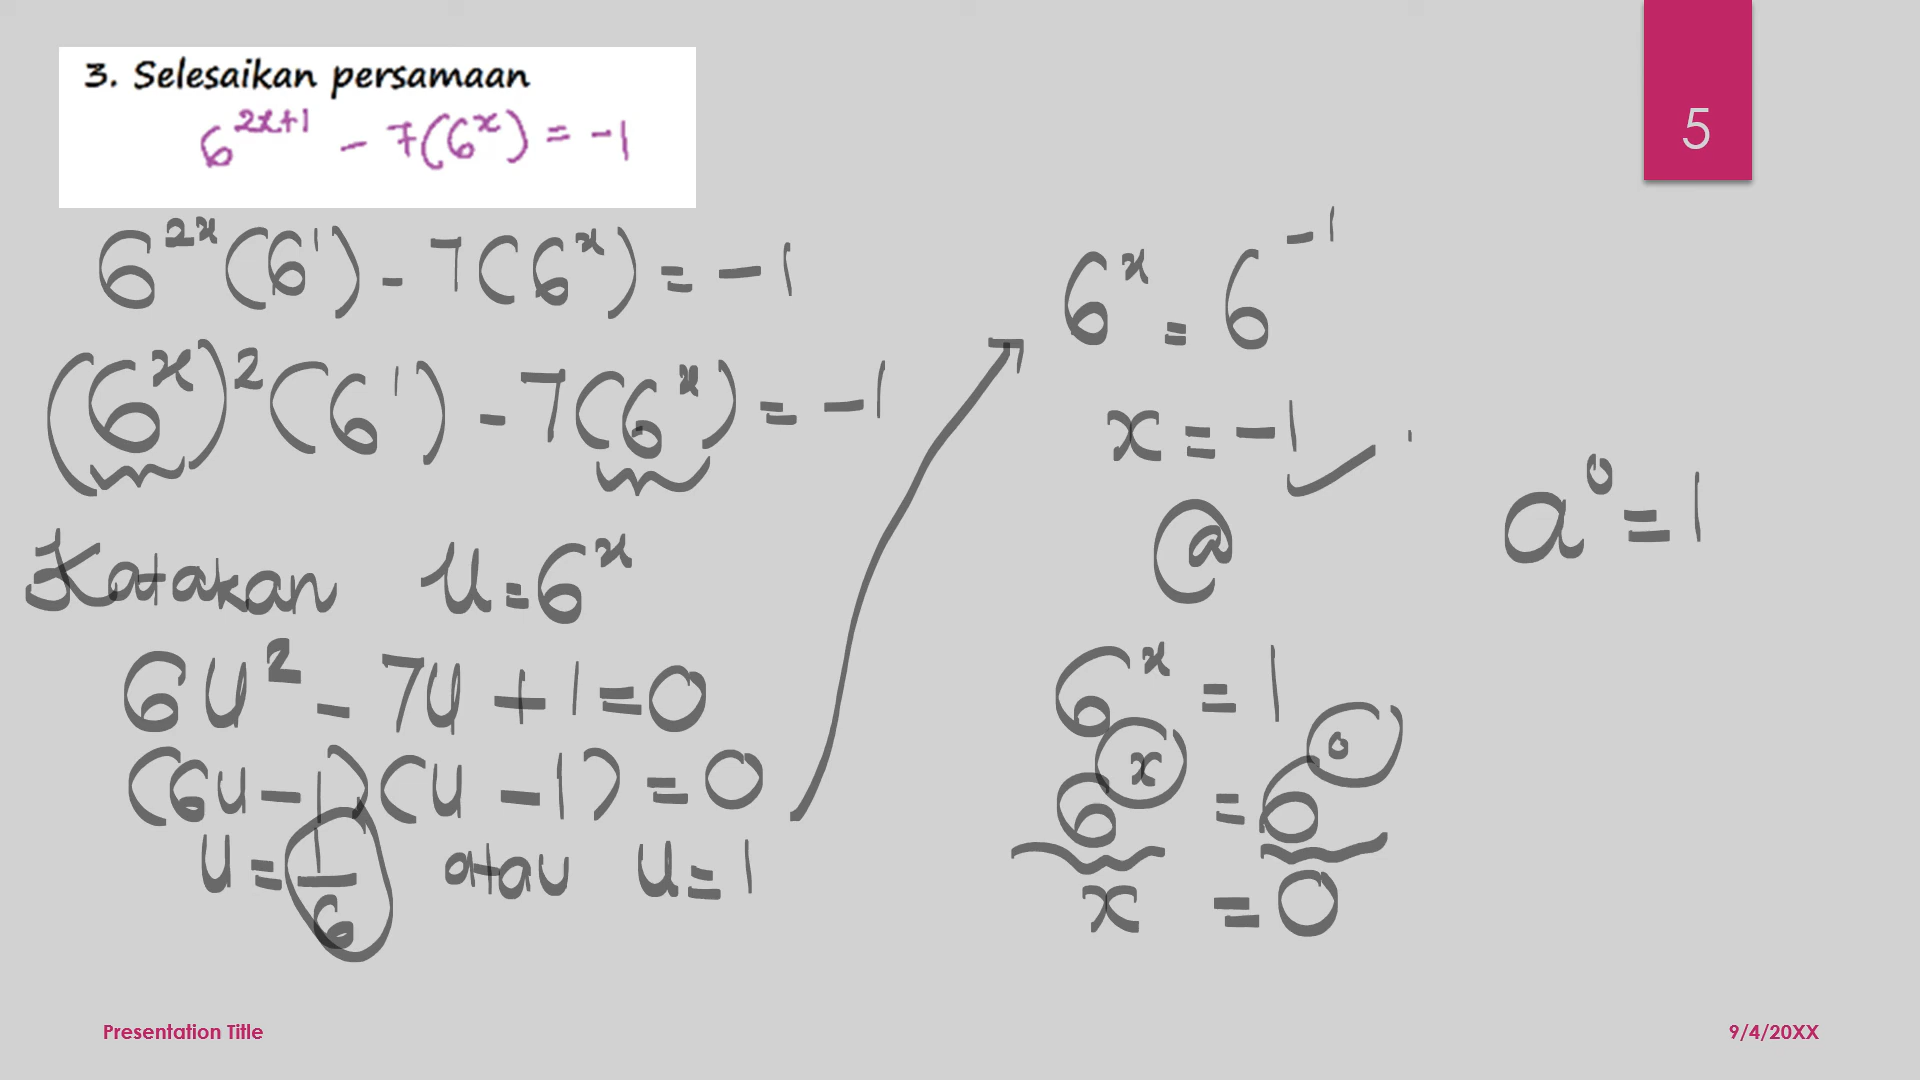 3. Selesaikan persamaan
6^{2x+1} - 7(6^x) = -1
6^{2x}(6^1) - 7(6^x) = -1
(6^x)^2(6^1) - 7(6^x) = -1
Katakan u = 6^x
6u^2 - 7u + 1 = 0
(6u - 1)(u - 1) = 0
u = 1/6 atau u = 1
6^x = 6^{-1}
x = -1
@
6^x = 1
6^x = 6^0
x = 0
a^0 = 1
5
Presentation Title
9/4/20XX